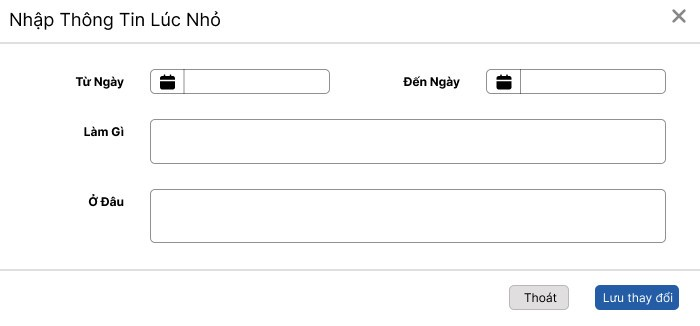 Nhập Thông Tin Lúc Nhỏ
Từ Ngày
Đến Ngày
Làm Gì
Ở Đâu
Thoát
Lưu thay đổi